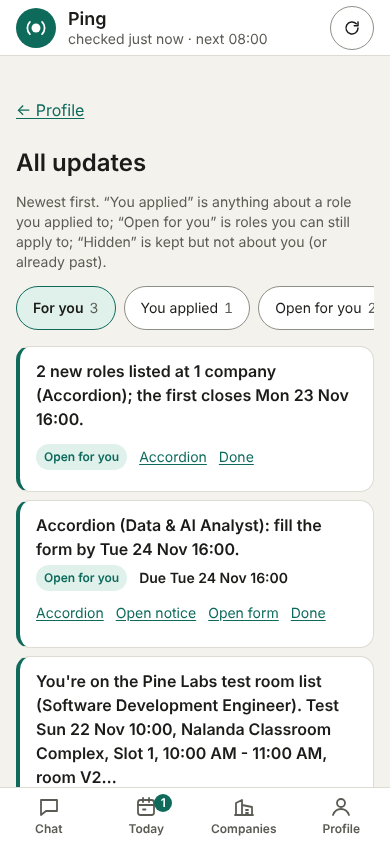 Ping
checked just now · next 08:00
← Profile
All updates
Newest first. “You applied” is anything about a role
you applied to; “Open for you” is roles you can still
apply to; “Hidden” is kept but not about you (or
already past).
For you 3
You applied 1
Open for you 2
2 new roles listed at 1 company
(Accordion); the first closes Mon 23 Nov
16:00.
Open for you Accordion Done
Accordion (Data & AI Analyst): fill the
form by Tue 24 Nov 16:00.
Open for you Due Tue 24 Nov 16:00
Accordion Open notice Open form Done
You're on the Pine Labs test room list
(Software Development Engineer). Test
Sun 22 Nov 10:00, Nalanda Classroom
Complex, Slot 1, 10:00 AM - 11:00 AM,
room V2...
1
Chat Today Companies Profile